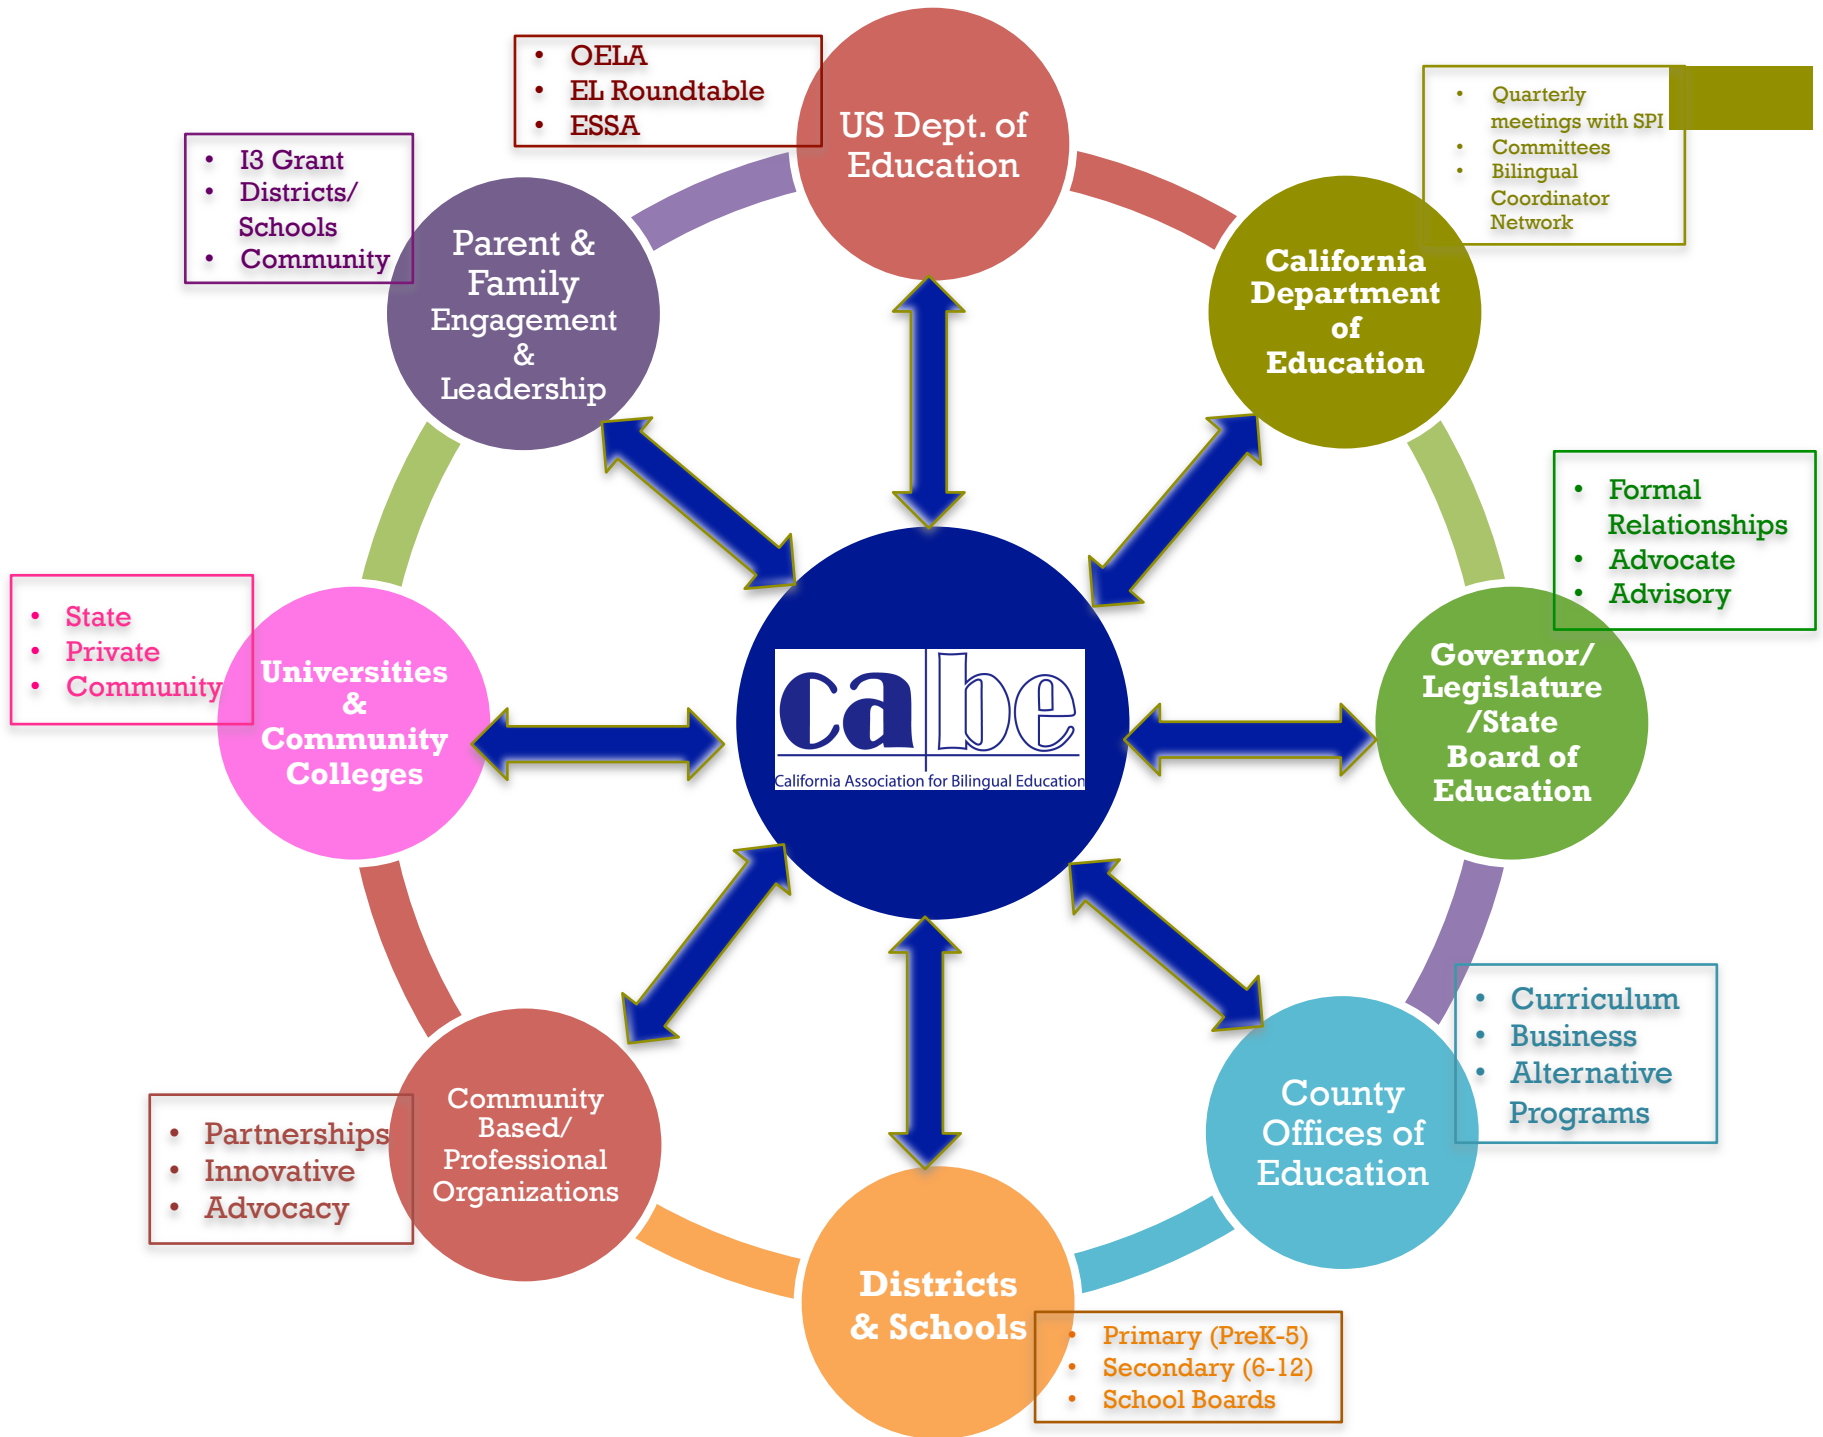 • OELA
• EL Roundtable
• ESSA
US Dept. of
Education
• Quarterly
meetings with SPI
• Committees
• Bilingual
Coordinator
Network
California
Department
of
Education
• Formal
Relationships
• Advocate
• Advisory
Governor/
Legislature
/State
Board of
Education
• Curriculum
• Business
• Alternative
Programs
County
Offices of
Education
Districts
& Schools
• Primary (PreK-5)
• Secondary (6-12)
• School Boards
Community
Based/
Professional
Organizations
• Partnerships
• Innovative
• Advocacy
Universities
&
Community
Colleges
• State
• Private
• Community
Parent &
Family
Engagement
&
Leadership
• I3 Grant
• Districts/
Schools
• Community
cabe
California Association for Bilingual Education